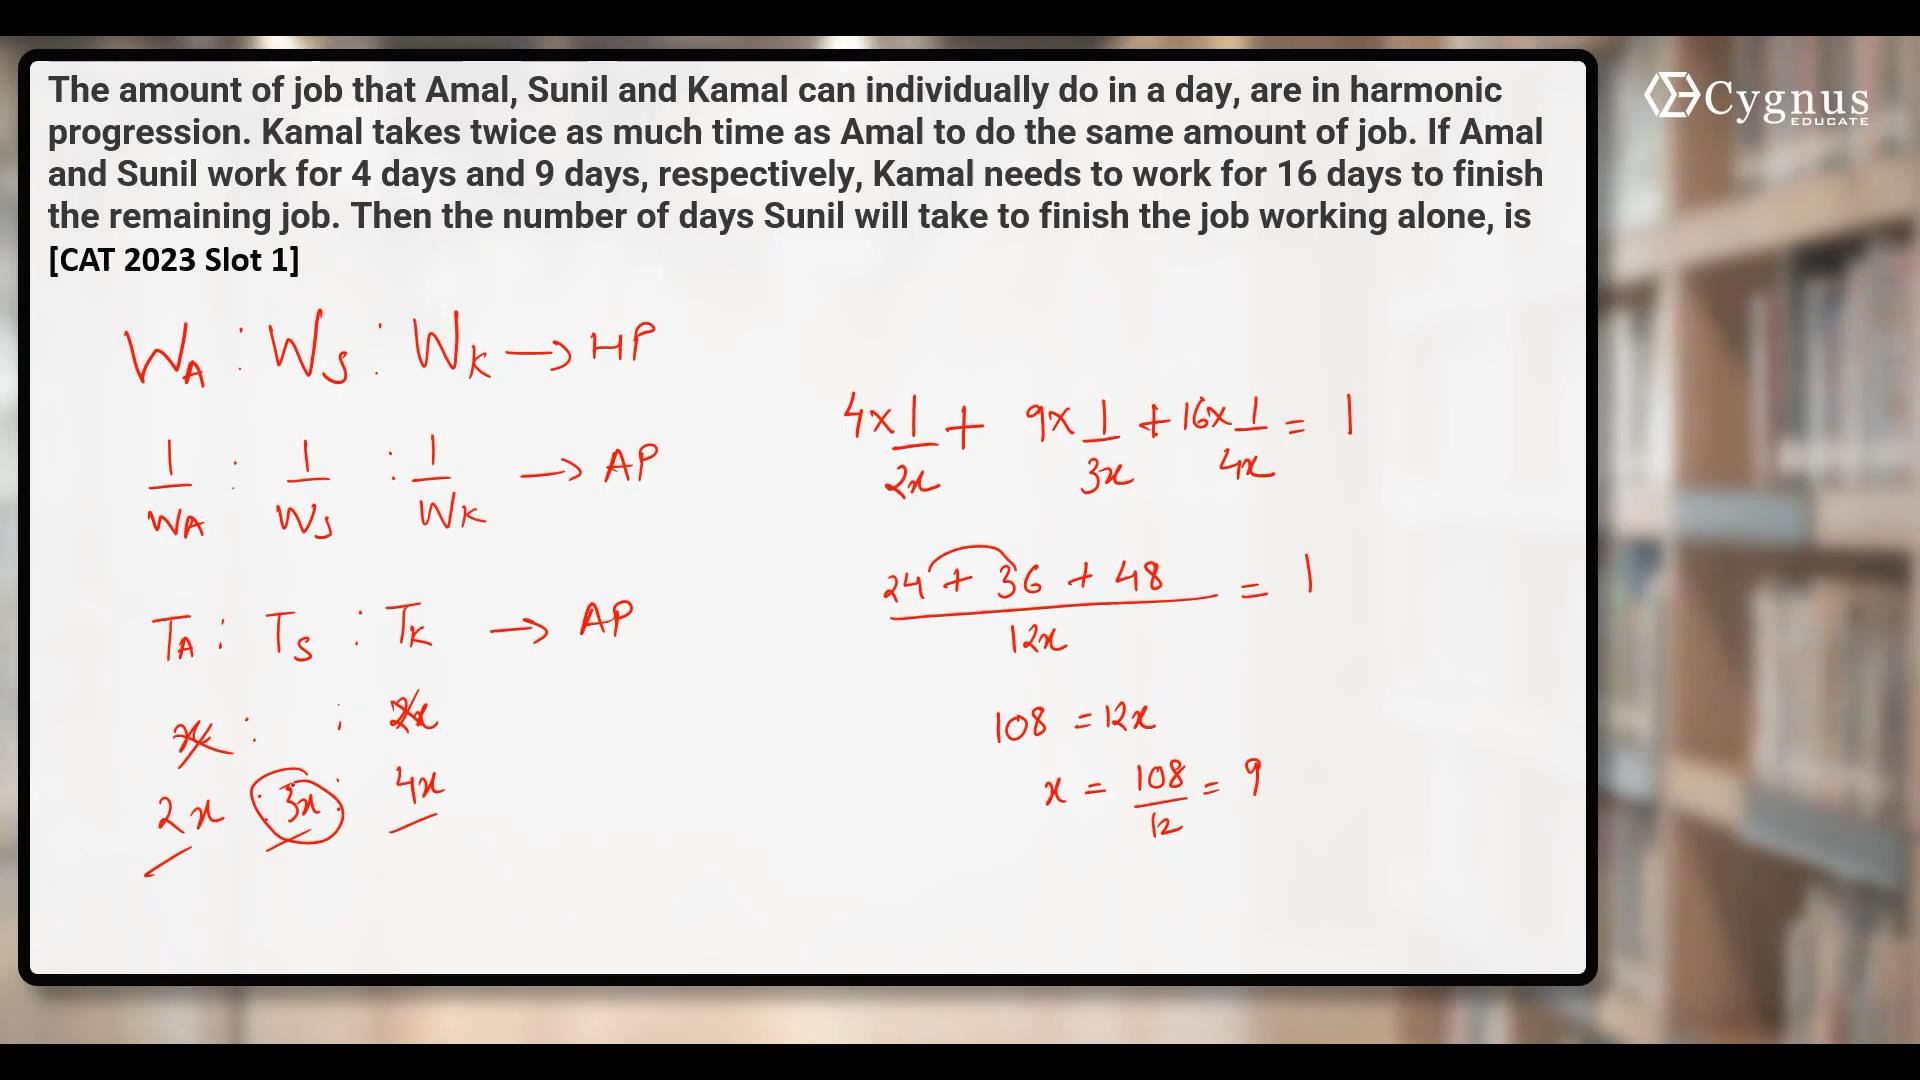 The amount of job that Amal, Sunil and Kamal can individually do in a day, are in harmonic
progression. Kamal takes twice as much time as Amal to do the same amount of job. If Amal
and Sunil work for 4 days and 9 days, respectively, Kamal needs to work for 16 days to finish
the remaining job. Then the number of days Sunil will take to finish the job working alone, is
[CAT 2023 Slot 1]
Cygnus
EDUCATE
W_A : W_S : W_K → HP
1/W_A : 1/W_S : 1/W_K → AP
T_A : T_S : T_K → AP
x : : 2x
2x : 3x : 4x
4 × 1/2x + 9 × 1/3x + 16 × 1/4x = 1
(24 + 36 + 48)/12x = 1
108 = 12x
x = 108/12 = 9